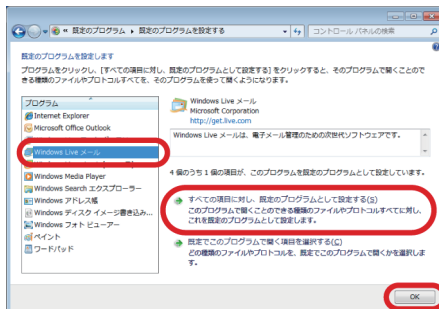 « 既定のプログラム ▸ 既定のプログラムを設定する
コントロール パネルの検索
既定のプログラムを設定します
プログラムをクリックし、[すべての項目に対し、既定のプログラムとして設定する] をクリックすると、そのプログラムで開くことので
きる種類のファイルやプロトコルすべてを、そのプログラムを使って開くようになります。
プログラム
Internet Explorer
Microsoft Office Outlook
Windows Live メール
Windows Media Player
Windows Search エクスプローラー
Windows アドレス帳
Windows ディスク イメージ書き込み...
Windows フォト ビューアー
ペイント
ワードパッド
Windows Live メール
Microsoft Corporation
http://get.live.com
Windows Live メールは、電子メール管理のための次世代ソフトウェアです。
4 個のうち 1 個の項目が、このプログラムを既定のプログラムとして設定しています。
すべての項目に対し、既定のプログラムとして設定する(S)
このプログラムで開くことのできる種類のファイルやプロトコルすべてに対し、
これを既定のプログラムとして設定します。
既定でこのプログラムで開く項目を選択する(C)
どの種類のファイルやプロトコルを、既定でこのプログラムで開くかを選択しま
す。
OK